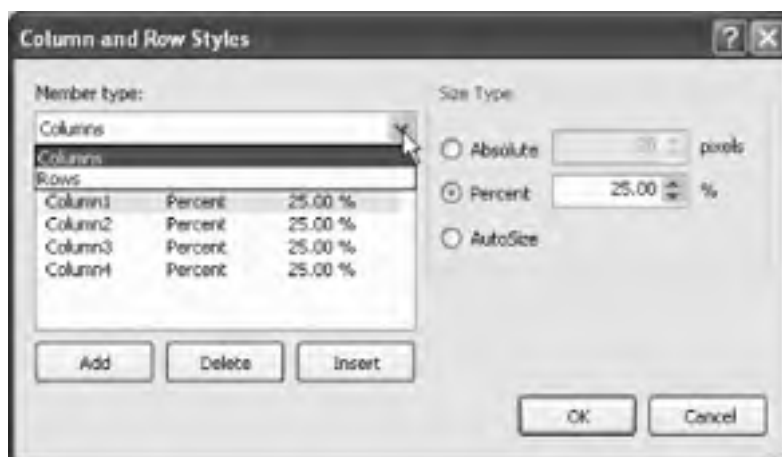 Column and Row Styles
Member type:
Columns
Columns
Rows
Column1 Percent 25.00 %
Column2 Percent 25.00 %
Column3 Percent 25.00 %
Column4 Percent 25.00 %
Add Delete Insert
Size Type
Absolute pixels
Percent 25.00 %
AutoSize
OK Cancel